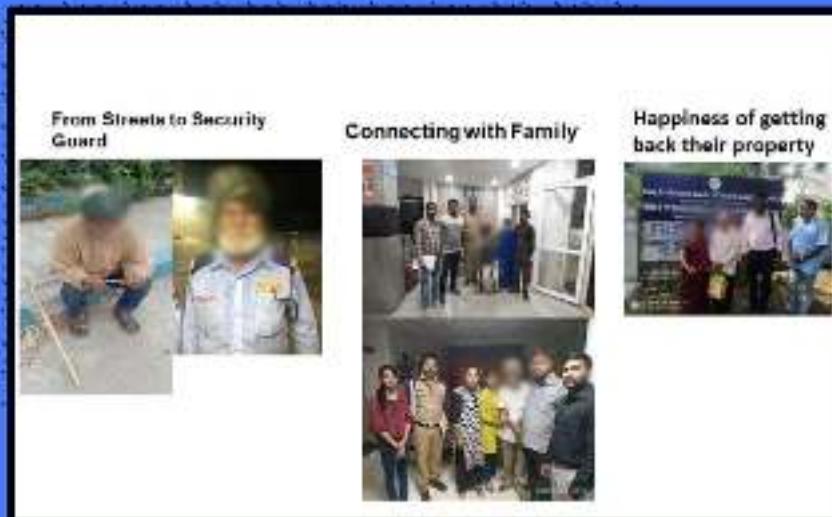 From Streets to Security
Guard
Connecting with Family
Happiness of getting
back their property